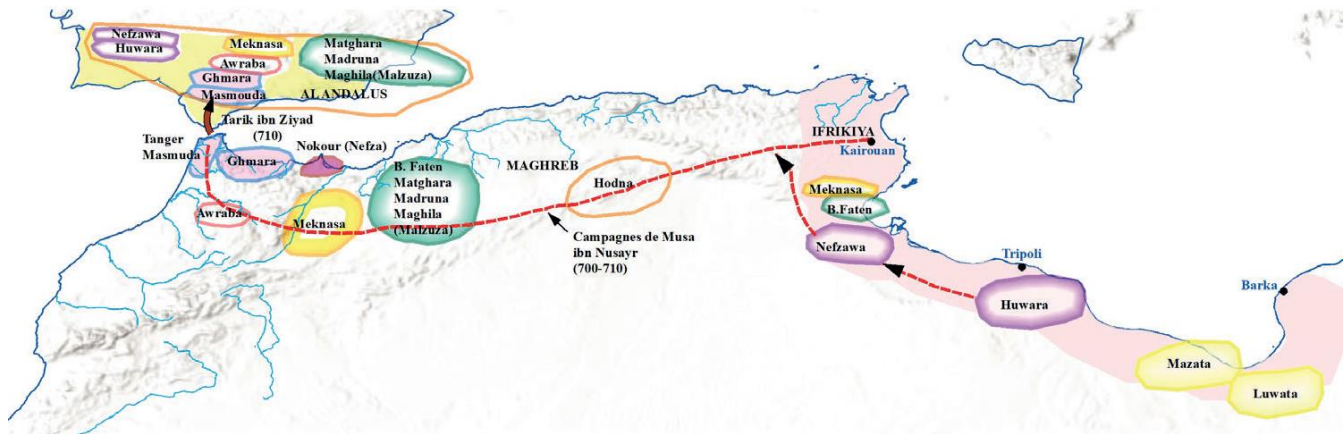 Nefzawa
Huwara
Meknasa
Awraba
Ghmara
Masmouda
Matghara
Madruna
Maghila(Malzuza)
ALANDALUS
Tarik ibn Ziyad
(710)
Tanger
Masmuda
Ghmara
Nokour (Nefza)
Awraba
Meknasa
B. Faten
Matghara
Madruna
Maghila
(Malzuza)
MAGHREB
Hodna
Campagnes de Musa
ibn Nusayr
(700-710)
IFRIKIYA
Kairouan
Meknasa
B.Faten
Nefzawa
Tripoli
Huwara
Barka
Mazata
Luwata